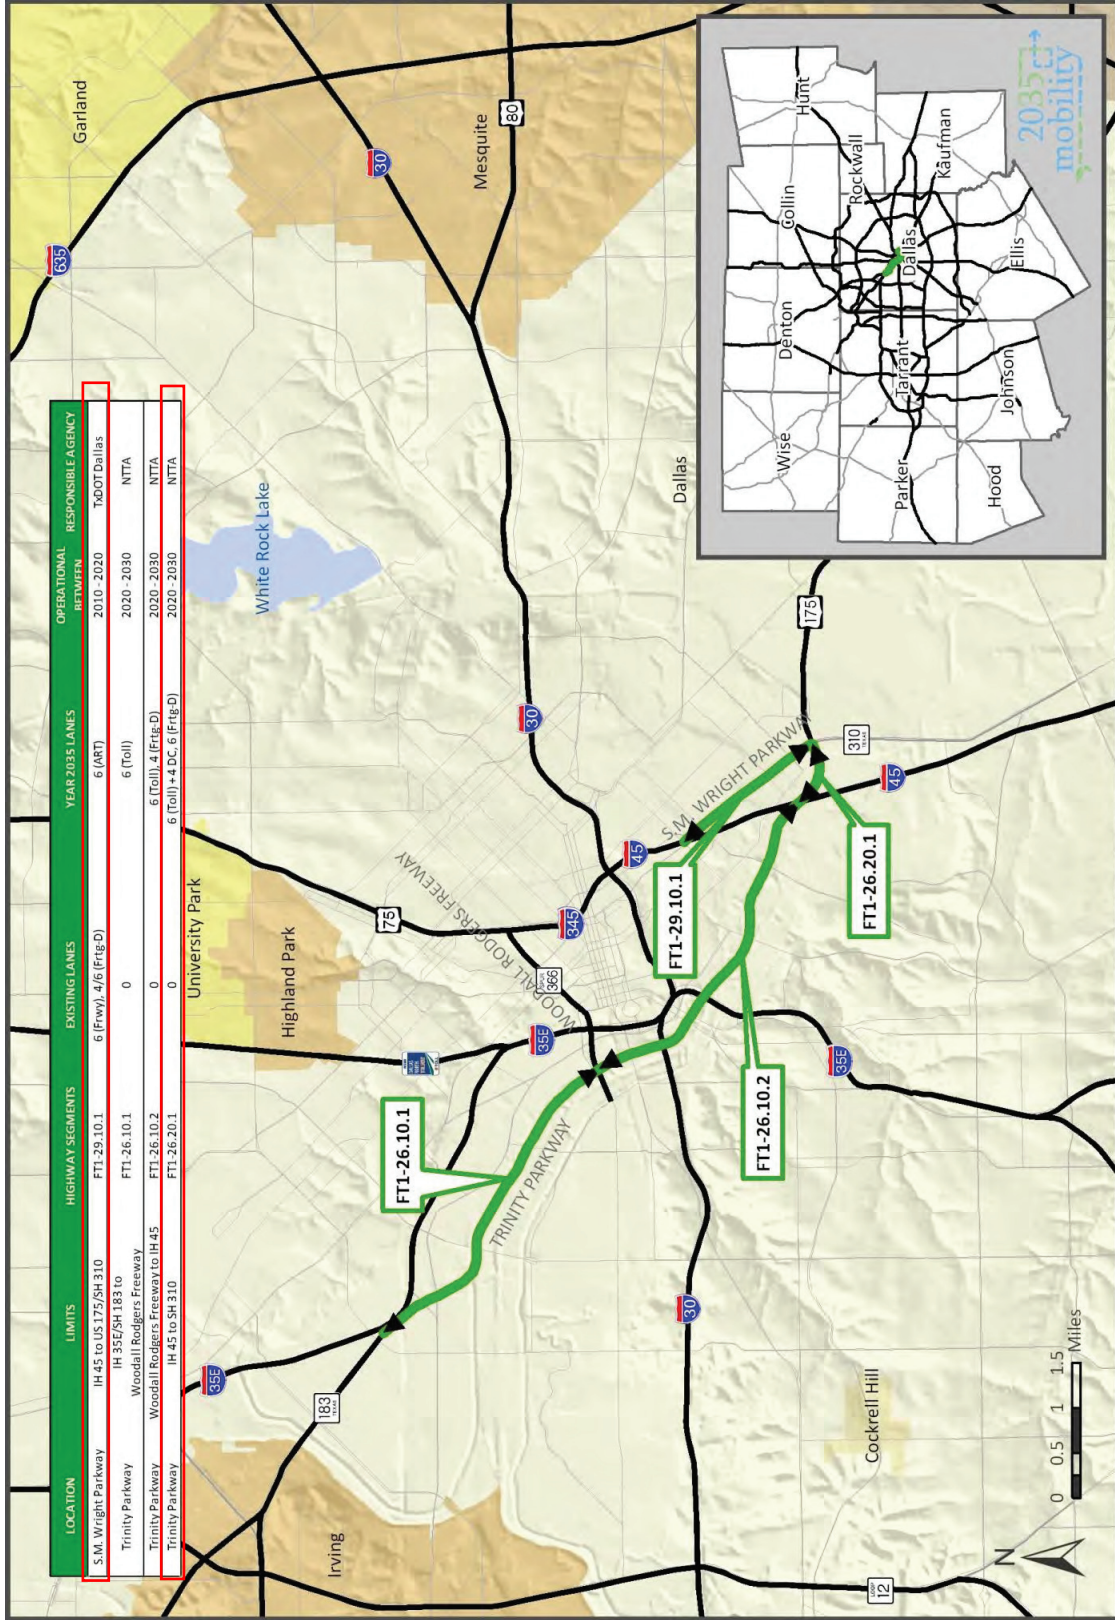 LOCATION LIMITS HIGHWAY SEGMENTS EXISTING LANES YEAR 2035 LANES OPERATIONAL BETWEEN RESPONSIBLE AGENCY
S.M. Wright Parkway IH 45 to US 175/SH 310 FT1-29.10.1 6 (Frwy), 4/6 (Frtg-D) 6 (ART) 2010 - 2020 TxDOT Dallas
Trinity Parkway IH 35E/SH 183 to Woodall Rodgers Freeway FT1-26.10.1 0 6 (Toll) 2020 - 2030 NTTA
Trinity Parkway Woodall Rodgers Freeway to IH 45 FT1-26.10.2 0 6 (Toll), 4 (Frtg-D) 2020 - 2030 NTTA
Trinity Parkway IH 45 to SH 310 FT1-26.20.1 0 6 (Toll) + 4 DC, 6 (Frtg-D) 2020 - 2030 NTTA
Garland
635
30
80
Mesquite
White Rock Lake
University Park
Highland Park
75
35E
183
TEXAS
Irving
FT1-26.10.1
TRINITY PARKWAY
35E
WOODALL RODGERS FREEWAY
366
345
45
30
Dallas
S.M. WRIGHT PARKWAY
FT1-29.10.1
175
310
TEXAS
45
FT1-26.20.1
FT1-26.10.2
35E
30
Cockrell Hill
LOOP
12
N
0 0.5 1 1.5
Miles
Wise
Denton
Collin
Hunt
Parker
Tarrant
Dallas
Rockwall
Kaufman
Hood
Johnson
Ellis
2035
mobility